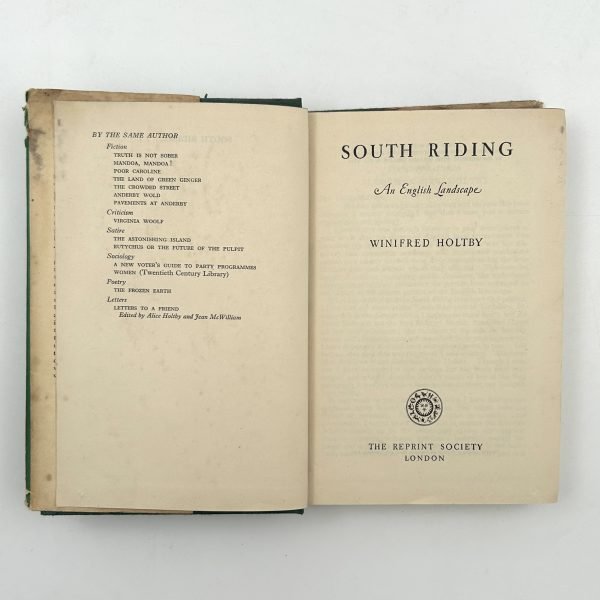 BY THE SAME AUTHOR
Fiction
TRUTH IS NOT SOBER
MANDOA, MANDOA!
POOR CAROLINE
THE LAND OF GREEN GINGER
THE CROWDED STREET
ANDERBY WOLD
PAVEMENTS AT ANDERBY
Criticism
VIRGINIA WOOLF
Satire
THE ASTONISHING ISLAND
EUTYCHUS OR THE FUTURE OF THE PULPIT
Sociology
A NEW VOTER'S GUIDE TO PARTY PROGRAMMES
WOMEN (Twentieth Century Library)
Poetry
THE FROZEN EARTH
Letters
LETTERS TO A FRIEND
Edited by Alice Holtby and Jean McWilliam
SOUTH RIDING
An English Landscape
WINIFRED HOLTBY
THE REPRINT SOCIETY
LONDON